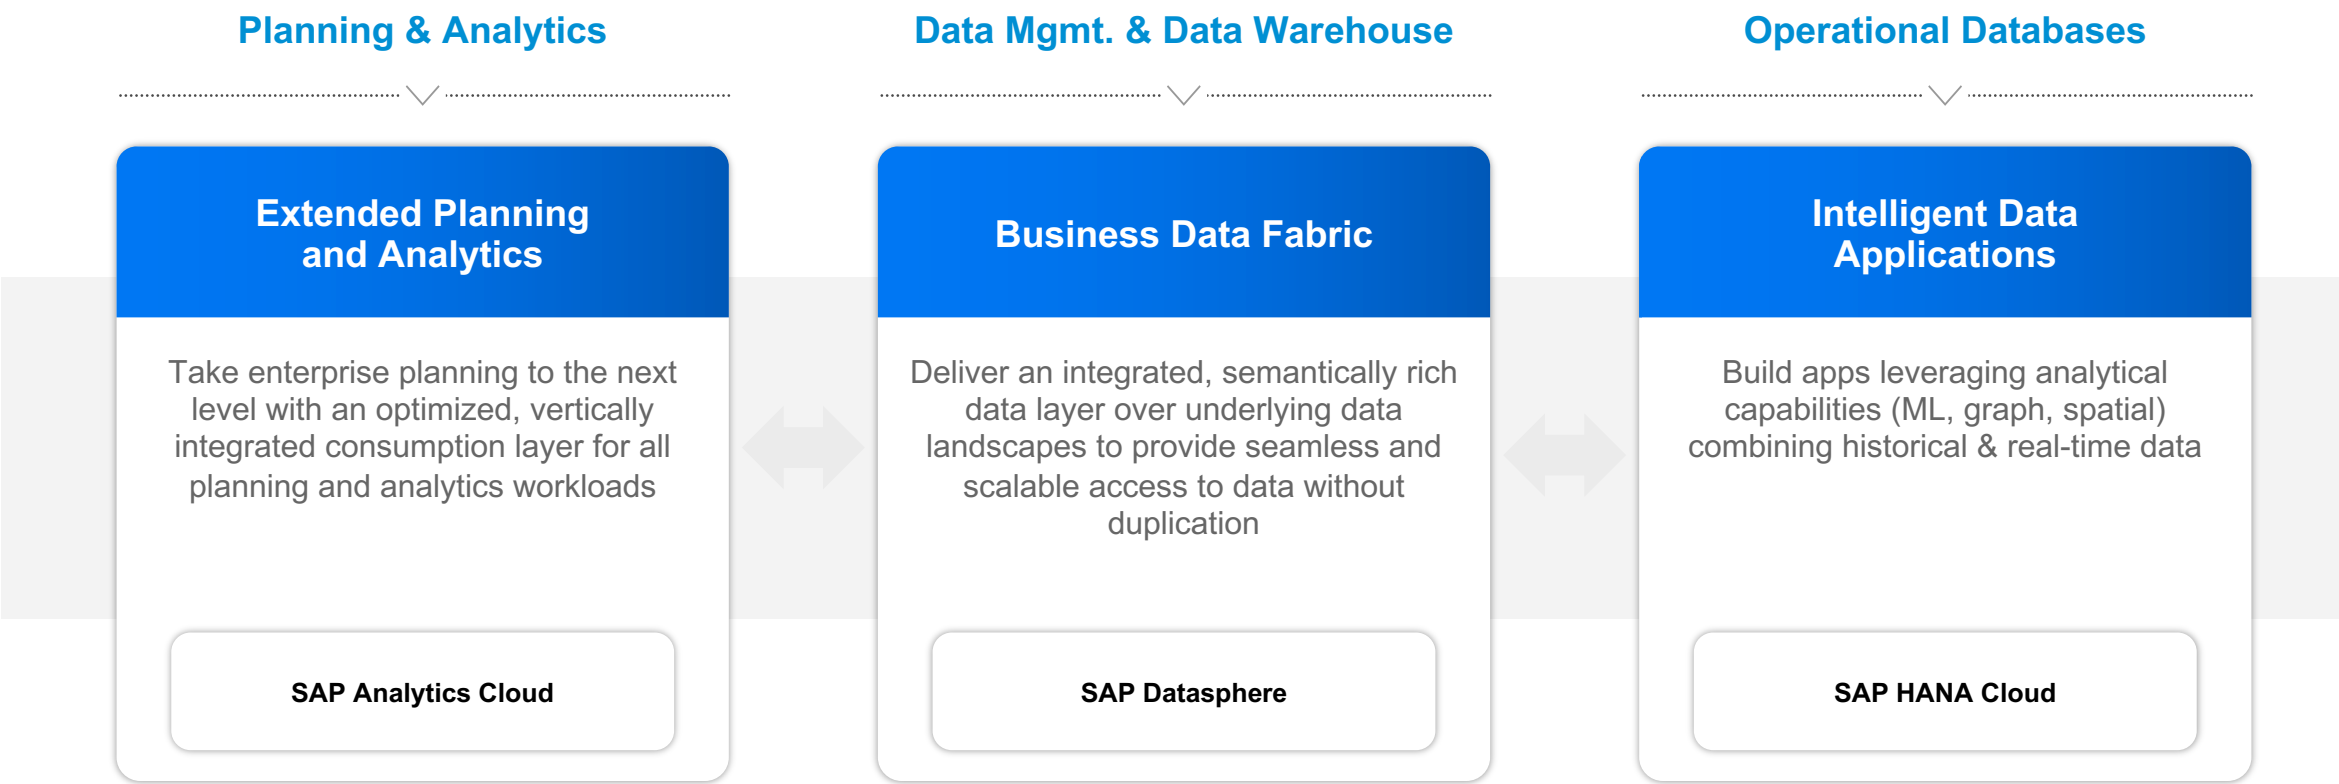 Planning & Analytics
Data Mgmt. & Data Warehouse
Operational Databases
Extended Planning
and Analytics
Business Data Fabric
Intelligent Data
Applications
Take enterprise planning to the next
level with an optimized, vertically
integrated consumption layer for all
planning and analytics workloads
Deliver an integrated, semantically rich
data layer over underlying data
landscapes to provide seamless and
scalable access to data without
duplication
Build apps leveraging analytical
capabilities (ML, graph, spatial)
combining historical & real-time data
SAP Analytics Cloud
SAP Datasphere
SAP HANA Cloud